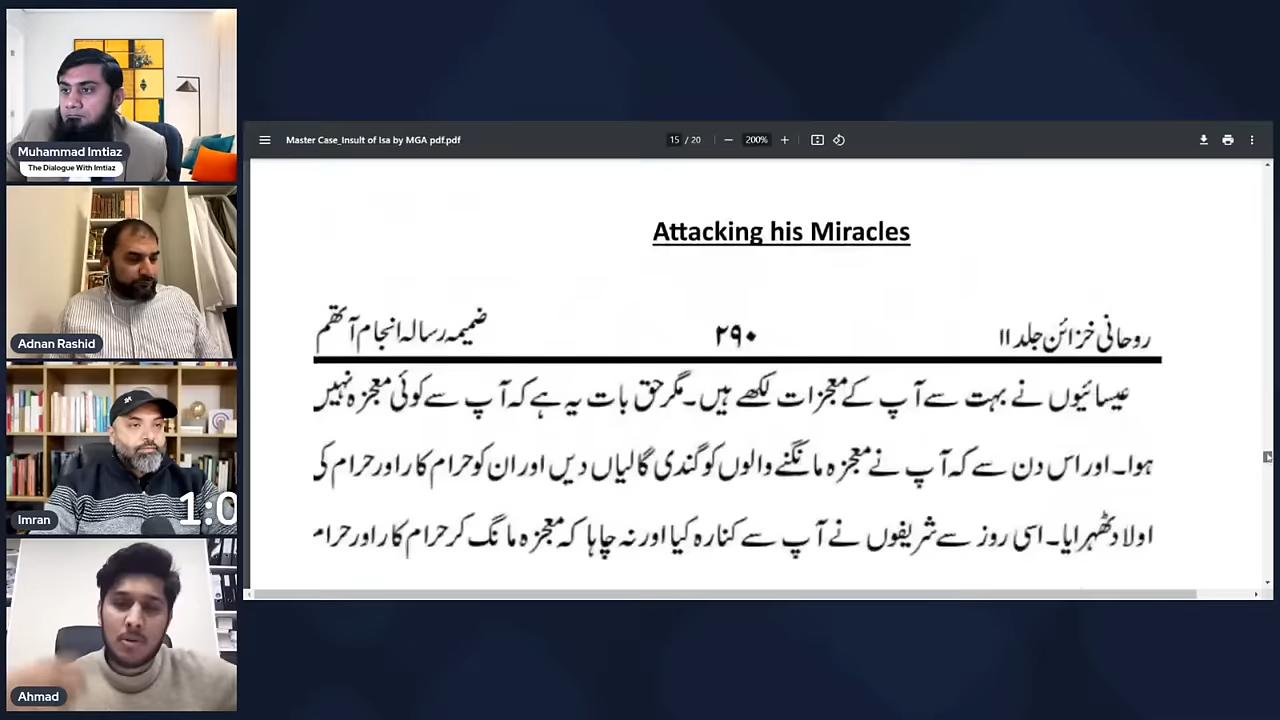 Muhammad Imtiaz
The Dialogue With Imtiaz
Adnan Rashid
Imran
1:0
Ahmad
Master Case_Insult of Isa by MGA pdf.pdf
15 / 20
200%
Attacking his Miracles
روحانی خزائن جلد ۱۱ ۲۹۰ ضمیمہ رسالہ انجام آتھم
عیسائیوں نے بہت سے آپ کے معجزات لکھے ہیں۔ مگر حق بات یہ ہے کہ آپ سے کوئی معجزہ نہیں
ہوا۔ اور اس دن سے کہ آپ نے معجزہ مانگنے والوں کو گندی گالیاں دیں اور ان کو حرام کار اور حرام کی
اولاد ٹھہرایا۔ اسی روز سے شریفوں نے آپ سے کنارہ کیا اور نہ چاہا کہ معجزہ مانگ کر حرام کار اور حرام